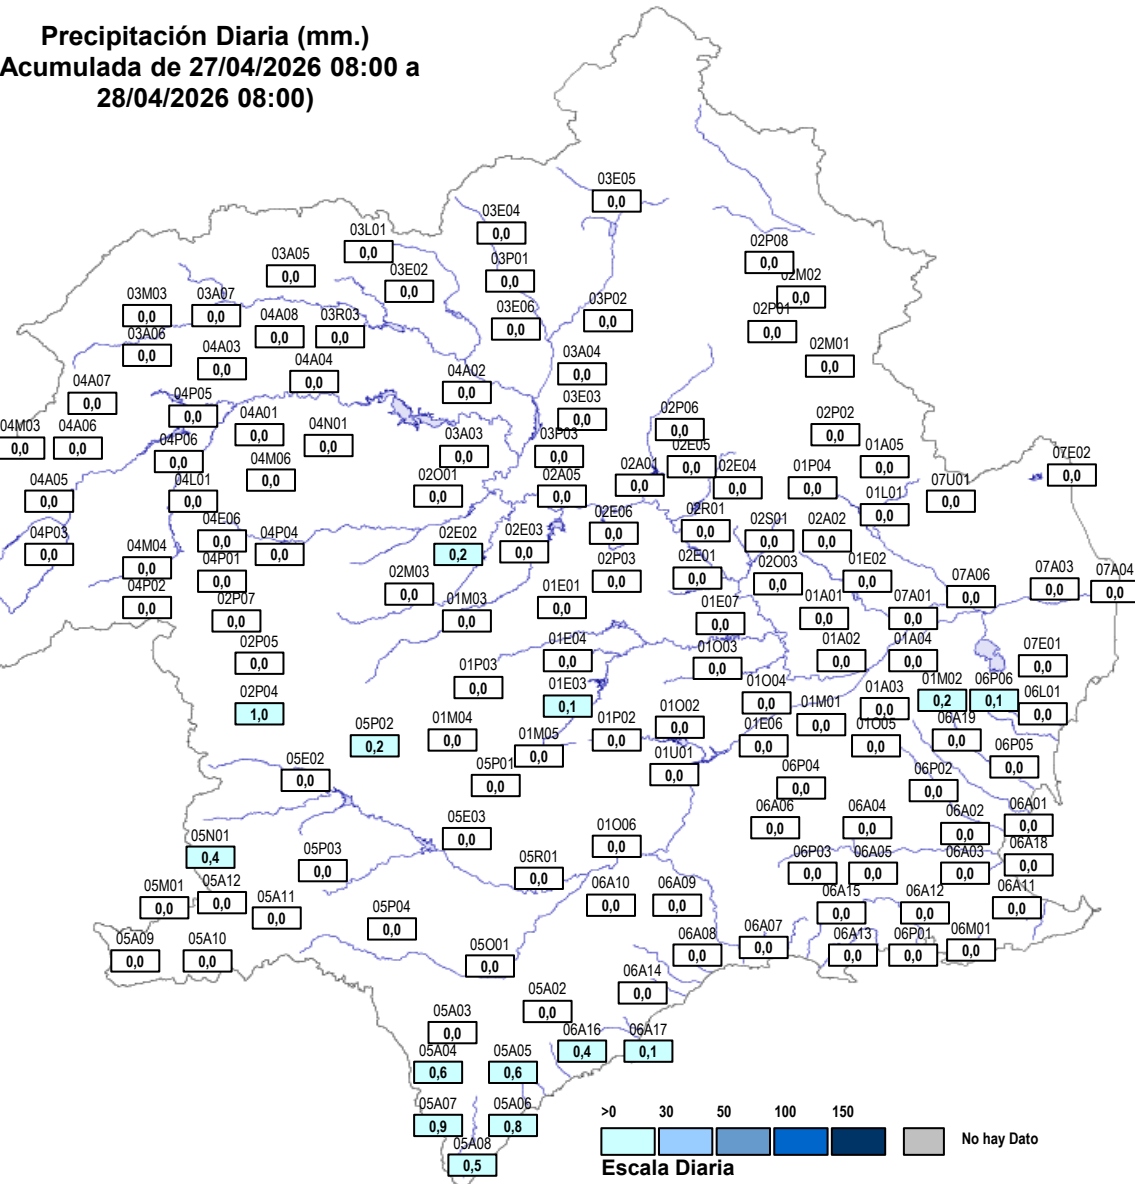 Precipitación Diaria (mm.)
Acumulada de 27/04/2026 08:00 a
28/04/2026 08:00)
03E05
0,0
03E04
0,0
03L01
0,0
02P08
0,0
03A05
0,0
03P01
0,0
03E02
0,0
02M02
0,0
03M03
0,0
03A07
0,0
03P02
0,0
04A08
0,0
03R03
0,0
03E06
0,0
02P01
0,0
03A06
0,0
04A03
0,0
03A04
0,0
02M01
0,0
04A04
0,0
04A02
0,0
04A07
0,0
04P05
0,0
03E03
0,0
02P06
0,0
02P02
0,0
04M03
0,0
04A06
0,0
04A01
0,0
04N01
0,0
03A03
0,0
03P03
0,0
04P06
0,0
02E05
0,0
01A05
0,0
07E02
0,0
04M06
0,0
02A01
0,0
02E04
0,0
01P04
0,0
04A05
0,0
04L01
0,0
02O01
0,0
02A05
0,0
07U01
0,0
01L01
0,0
04E06
0,0
02E06
0,0
02R01
0,0
02S01
0,0
02A02
0,0
04P03
0,0
04P04
0,0
02E02
0,2
02E03
0,0
04M04
0,0
04P01
0,0
02P03
0,0
02E01
0,0
02O03
0,0
01E02
0,0
02M03
0,0
07A06
0,0
07A03
0,0
07A04
0,0
04P02
0,0
02P07
0,0
01M03
0,0
01E01
0,0
01E07
0,0
01A01
0,0
07A01
0,0
02P05
0,0
01E04
0,0
01O03
0,0
01A02
0,0
01A04
0,0
07E01
0,0
01P03
0,0
02P04
1,0
01E03
0,1
01O04
0,0
01A03
0,0
01M02
0,2
06P06
0,1
06L01
0,0
05P02
0,2
01M04
0,0
01P02
0,0
01O02
0,0
01M01
0,0
01M05
0,0
01E06
0,0
01O05
0,0
06A19
0,0
05E02
0,0
05P01
0,0
01U01
0,0
06P04
0,0
06P02
0,0
06P05
0,0
05E03
0,0
01O06
0,0
06A06
0,0
06A04
0,0
06A02
0,0
06A01
0,0
05N01
0,4
05P03
0,0
05R01
0,0
06P03
0,0
06A05
0,0
06A03
0,0
06A18
0,0
05M01
0,0
05A12
0,0
05A11
0,0
06A10
0,0
06A09
0,0
06A15
0,0
06A12
0,0
06A11
0,0
05P04
0,0
05A09
0,0
05A10
0,0
05O01
0,0
06A08
0,0
06A07
0,0
06A13
0,0
06P01
0,0
06M01
0,0
06A14
0,0
05A02
0,0
05A03
0,0
06A16
0,4
06A17
0,1
05A04
0,6
05A05
0,6
05A07
0,9
05A06
0,8
05A08
0,5
>0 30 50 100 150
No hay Dato
Escala Diaria